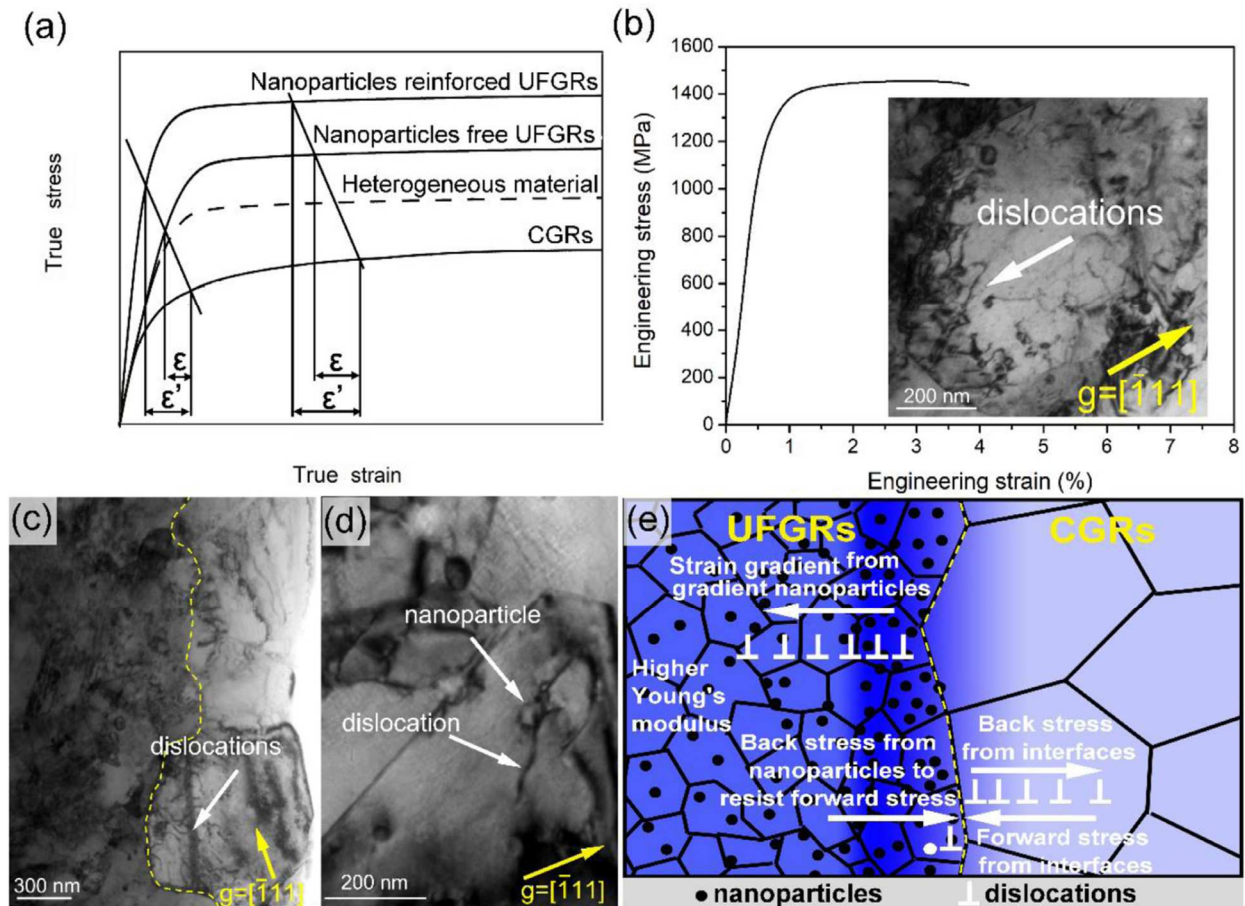 (a)
Nanoparticles reinforced UFGRs
Nanoparticles free UFGRs
Heterogeneous material
CGRs
True stress
ε
ε'
ε
ε'
True strain
(b)
1600
1400
1200
1000
800
600
400
200
0
Engineering stress (MPa)
dislocations
200 nm
g=[1̄11]
0 1 2 3 4 5 6 7 8
Engineering strain (%)
(c)
dislocations
300 nm
g=[1̄11]
(d)
nanoparticle
dislocation
200 nm
g=[1̄11]
(e)
UFGRs
CGRs
Strain gradient from
gradient nanoparticles
Higher
Young's
modulus
Back stress from
nanoparticles to
resist forward stress
Back stress
from interfaces
Forward stress
from interfaces
nanoparticles
dislocations